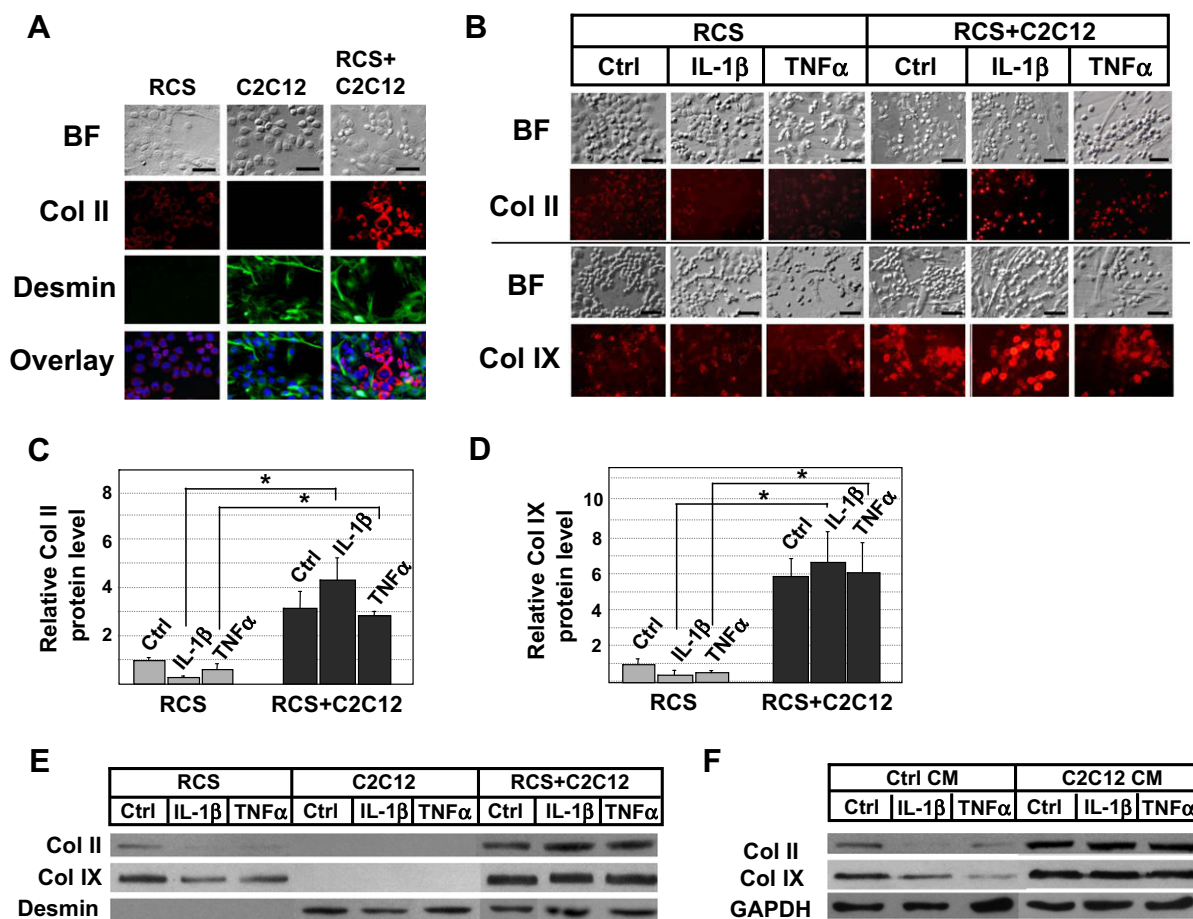 A
RCS C2C12 RCS+ C2C12
BF
Col II
Desmin
Overlay
B
RCS RCS+C2C12
Ctrl IL-1β TNFα Ctrl IL-1β TNFα
BF
Col II
BF
Col IX
C
Relative Col II protein level
8
6
4
2
* *
Ctrl IL-1β TNFα Ctrl IL-1β TNFα
RCS RCS+C2C12
D
Relative Col IX protein level
10
8
6
4
2
* *
Ctrl IL-1β TNFα Ctrl IL-1β TNFα
RCS RCS+C2C12
E
RCS C2C12 RCS+C2C12
Ctrl IL-1β TNFα Ctrl IL-1β TNFα Ctrl IL-1β TNFα
Col II
Col IX
Desmin
F
Ctrl CM C2C12 CM
Ctrl IL-1β TNFα Ctrl IL-1β TNFα
Col II
Col IX
GAPDH